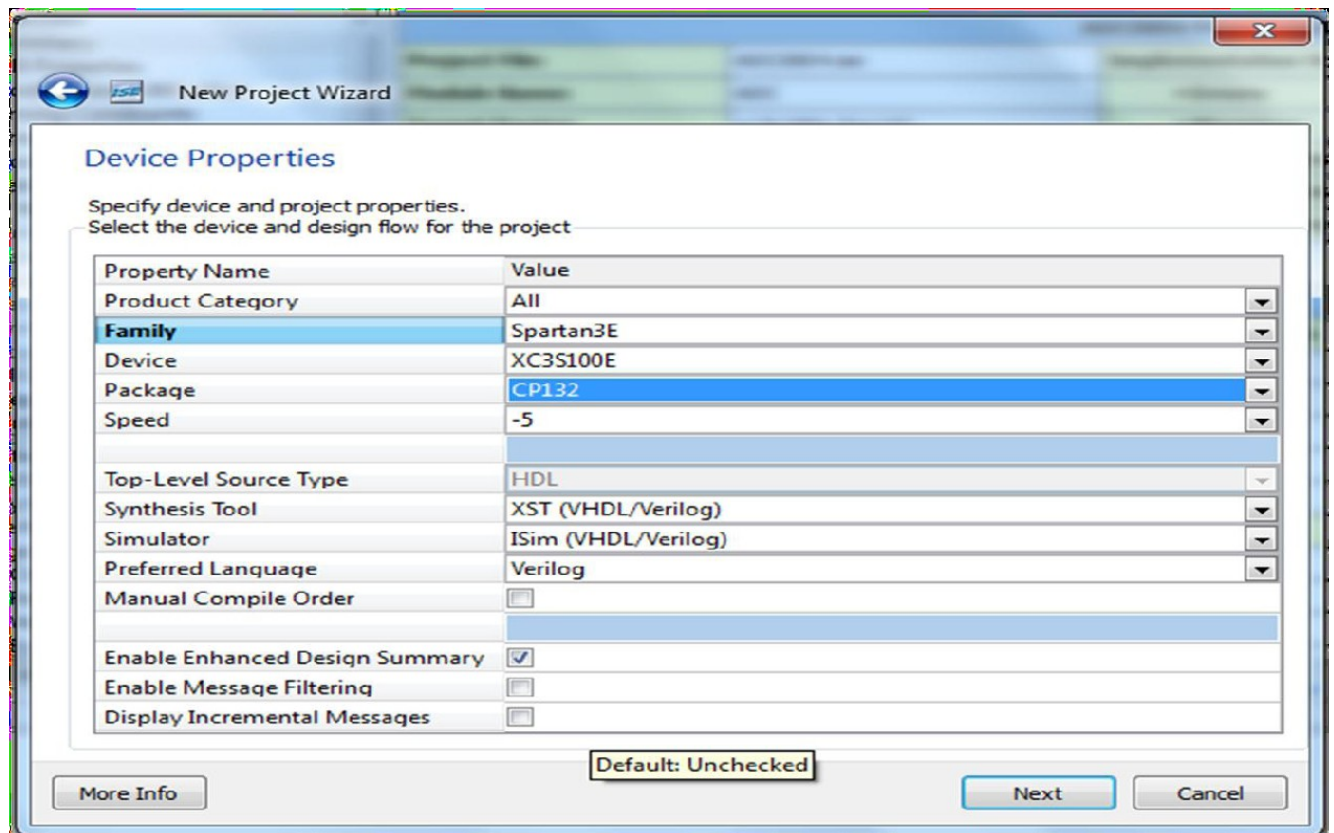 New Project Wizard
Device Properties
Specify device and project properties.
Select the device and design flow for the project
Property Name Value
Product Category All
Family Spartan3E
Device XC3S100E
Package CP132
Speed -5
Top-Level Source Type HDL
Synthesis Tool XST (VHDL/Verilog)
Simulator ISim (VHDL/Verilog)
Preferred Language Verilog
Manual Compile Order
Enable Enhanced Design Summary
Enable Message Filtering
Display Incremental Messages
Default: Unchecked
More Info Next Cancel